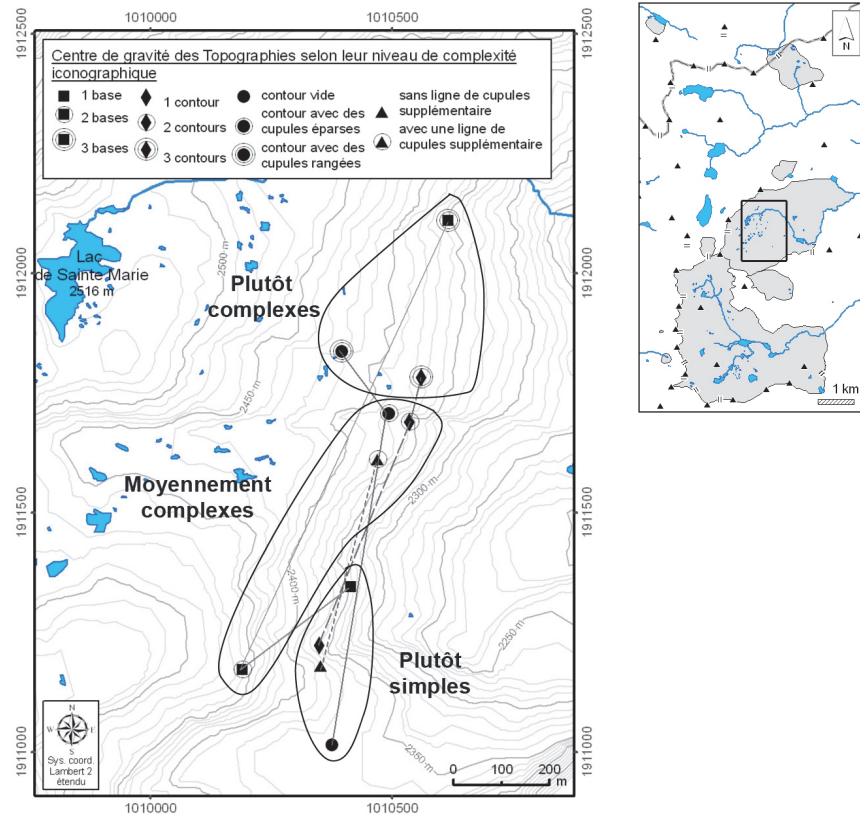 1010000
1010500
1912500
1912500
Centre de gravité des Topographies selon leur niveau de complexité
iconographique
1 base
2 bases
3 bases
1 contour
2 contours
3 contours
contour vide
contour avec des
cupules éparses
contour avec des
cupules rangées
sans ligne de cupules
supplémentaire
avec une ligne de
cupules supplémentaire
Lac
de Sainte Marie
2516 m
2500 m
Plutôt
complexes
1912000
1912000
2450 m
Moyennement
complexes
2300 m
1911500
1911500
2400 m
2250 m
Plutôt
simples
2350 m
1911000
1911000
N
W
E
S
Sys. coord.
Lambert 2
étendu
0
100
200
m
1010000
1010500
N
1 km